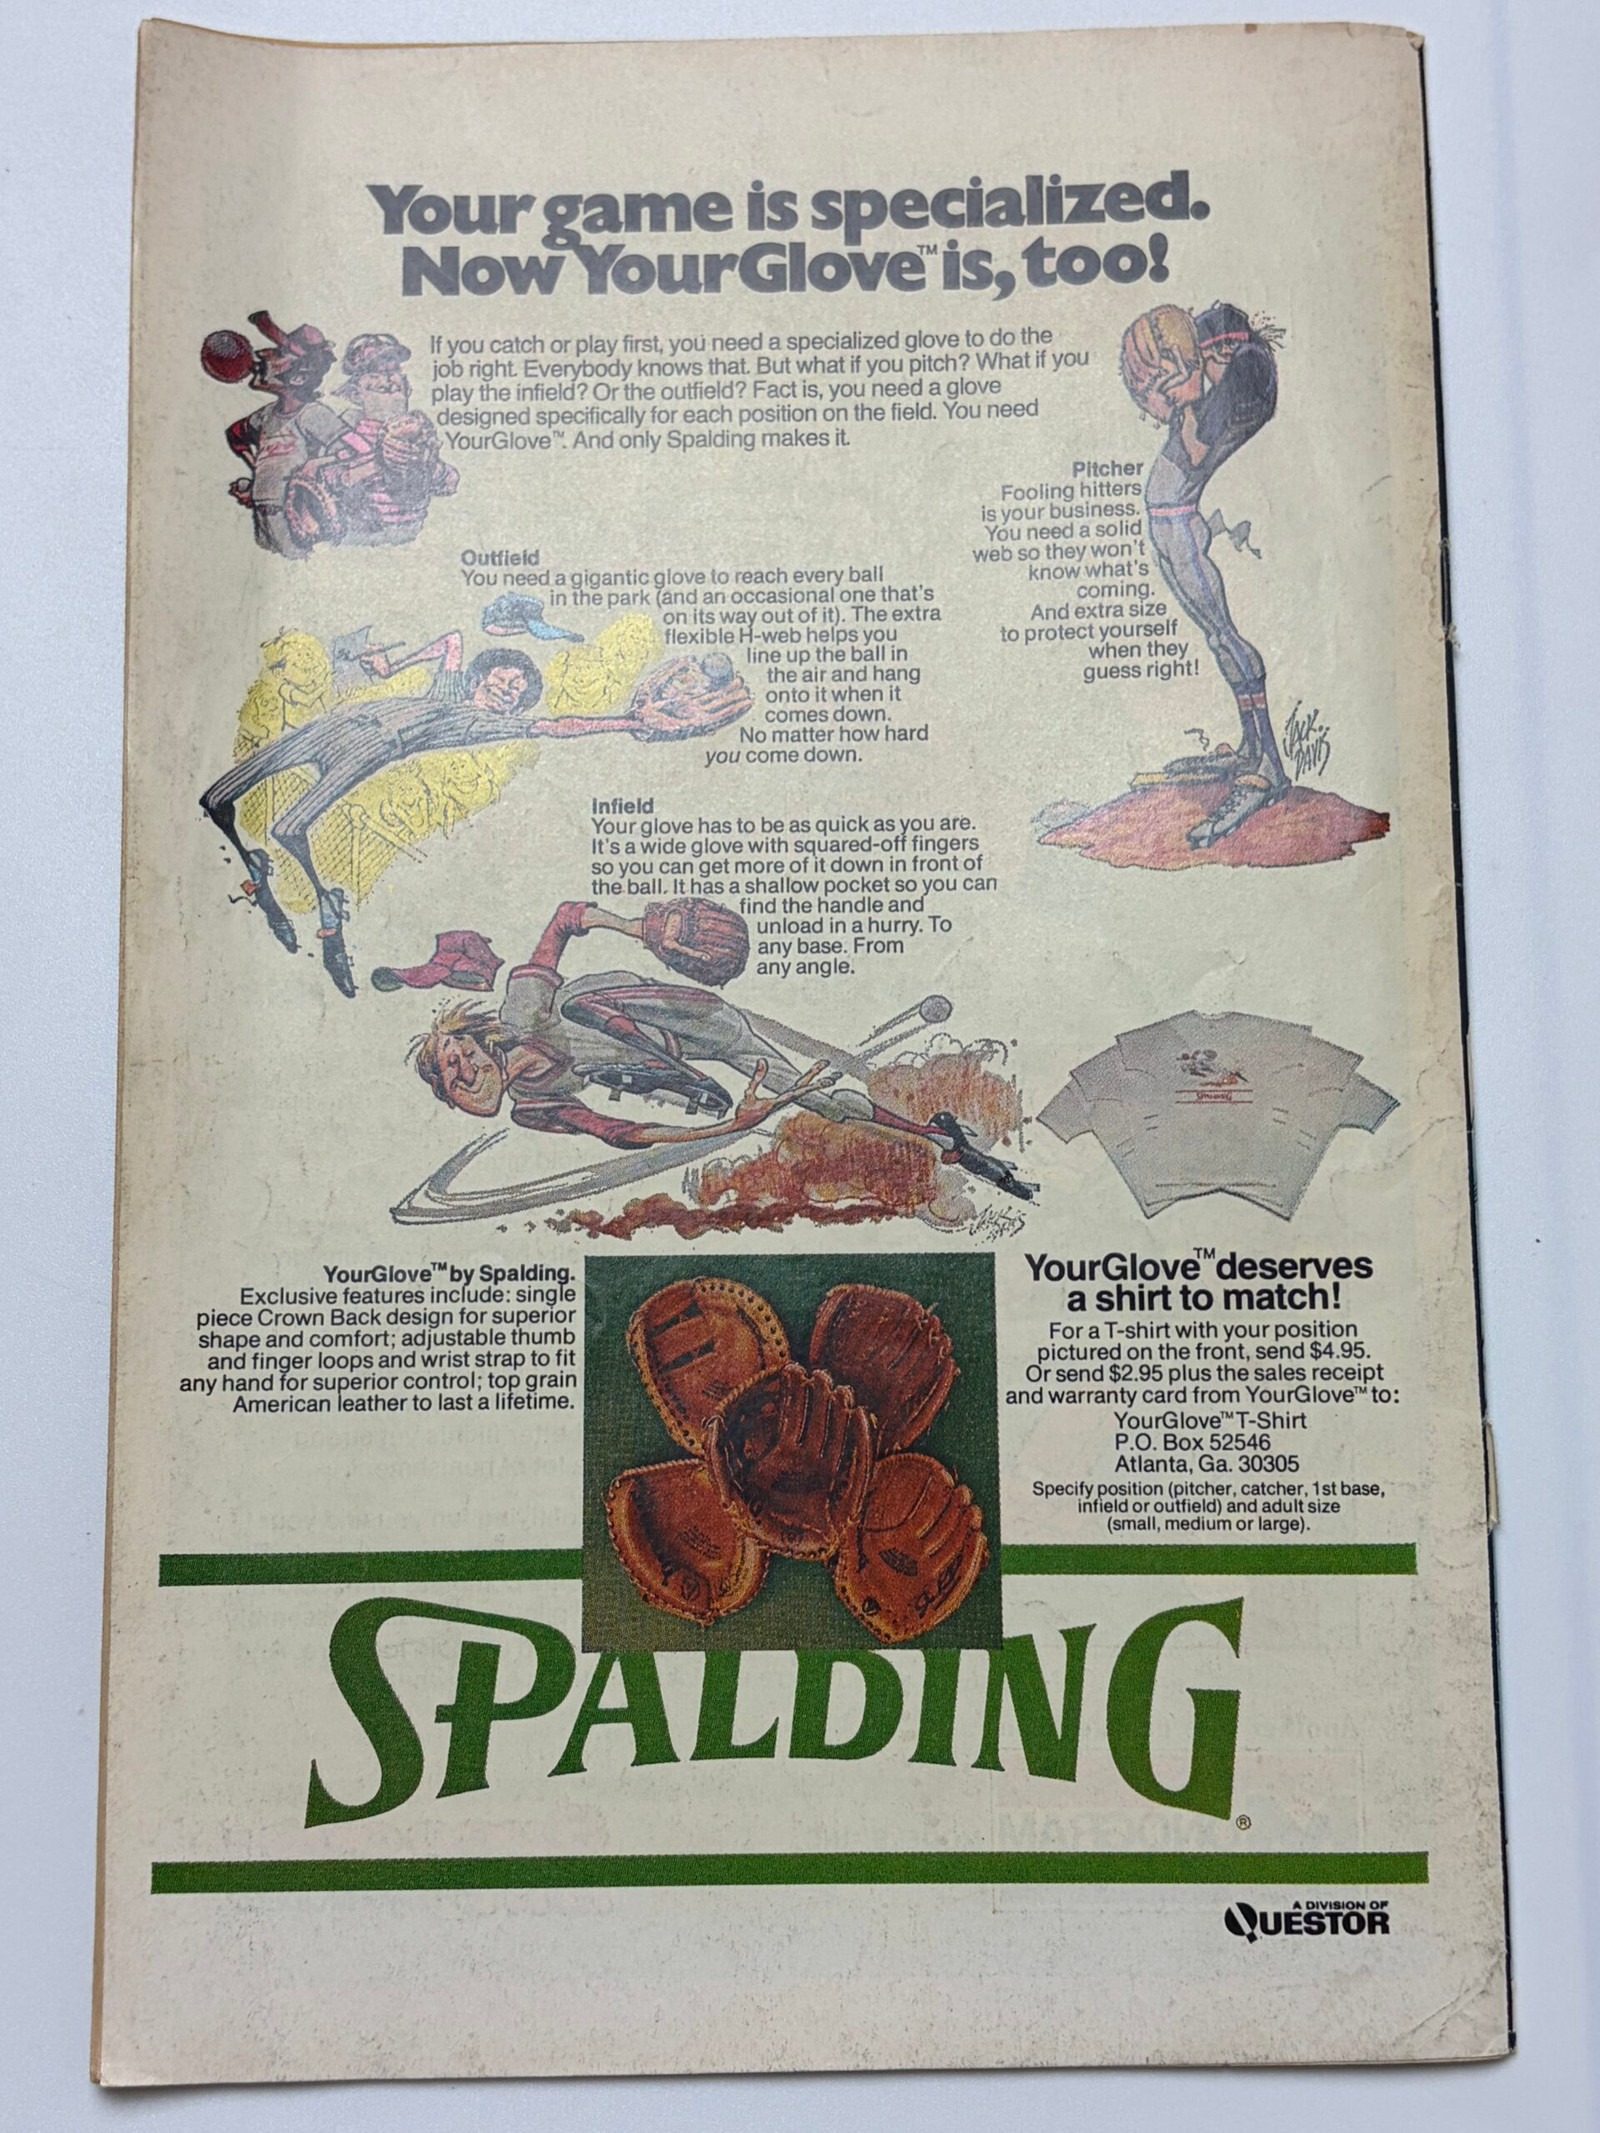 Your game is specialized.
Now YourGlove™ is, too!
If you catch or play first, you need a specialized glove to do the
job right. Everybody knows that. But what if you pitch? What if you
play the infield? Or the outfield? Fact is, you need a glove
designed specifically for each position on the field. You need
YourGlove™. And only Spalding makes it.
Pitcher
Fooling hitters
is your business.
You need a solid
web so they won't
know what's
coming.
And extra size
to protect yourself
when they
guess right!
JACK DAVIS
Outfield
You need a gigantic glove to reach every ball
in the park (and an occasional one that's
on its way out of it). The extra
flexible H-web helps you
line up the ball in
the air and hang
onto it when it
comes down.
No matter how hard
you come down.
Infield
Your glove has to be as quick as you are.
It's a wide glove with squared-off fingers
so you can get more of it down in front of
the ball. It has a shallow pocket so you can
find the handle and
unload in a hurry. To
any base. From
any angle.
JACK DAVIS
SPALDING
YourGlove™ by Spalding.
Exclusive features include: single
piece Crown Back design for superior
shape and comfort; adjustable thumb
and finger loops and wrist strap to fit
any hand for superior control; top grain
American leather to last a lifetime.
YourGlove™ deserves
a shirt to match!
For a T-shirt with your position
pictured on the front, send $4.95.
Or send $2.95 plus the sales receipt
and warranty card from YourGlove™ to:
YourGlove™ T-Shirt
P.O. Box 52546
Atlanta, Ga. 30305
Specify position (pitcher, catcher, 1st base,
infield or outfield) and adult size
(small, medium or large).
SPALDING®
A DIVISION OF
QUESTOR